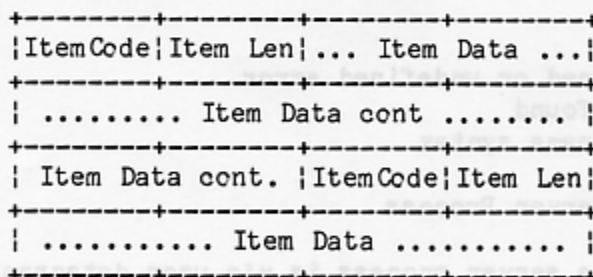 +--------+--------+--------+--------+
¦ItemCode¦Item Len¦... Item Data ...¦
+--------+--------+--------+--------+
¦ ......... Item Data cont ........ ¦
+--------+--------+--------+--------+
¦ Item Data cont. ¦ItemCode¦Item Len¦
+--------+--------+--------+--------+
¦ ........... Item Data ........... ¦
+--------+--------+--------+--------+